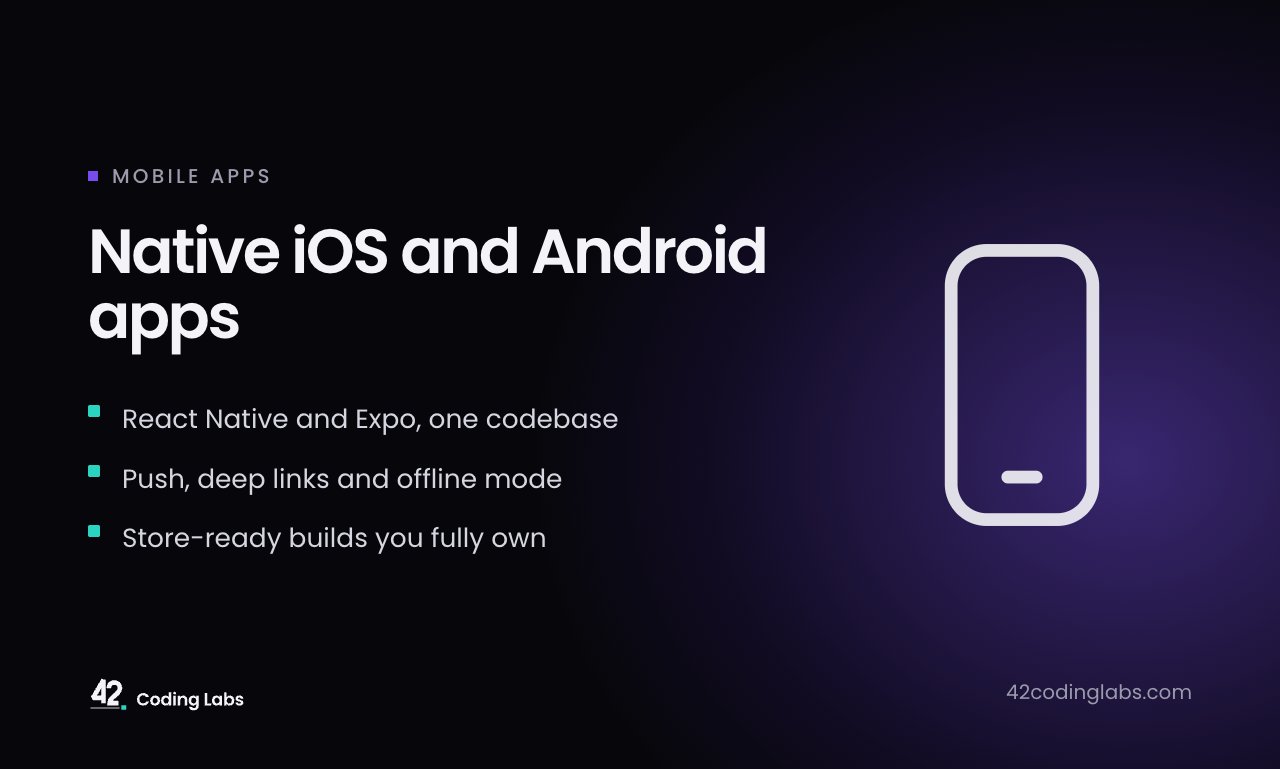 MOBILE APPS
Native iOS and Android
apps
React Native and Expo, one codebase
Push, deep links and offline mode
Store-ready builds you fully own
42. Coding Labs
42codinglabs.com